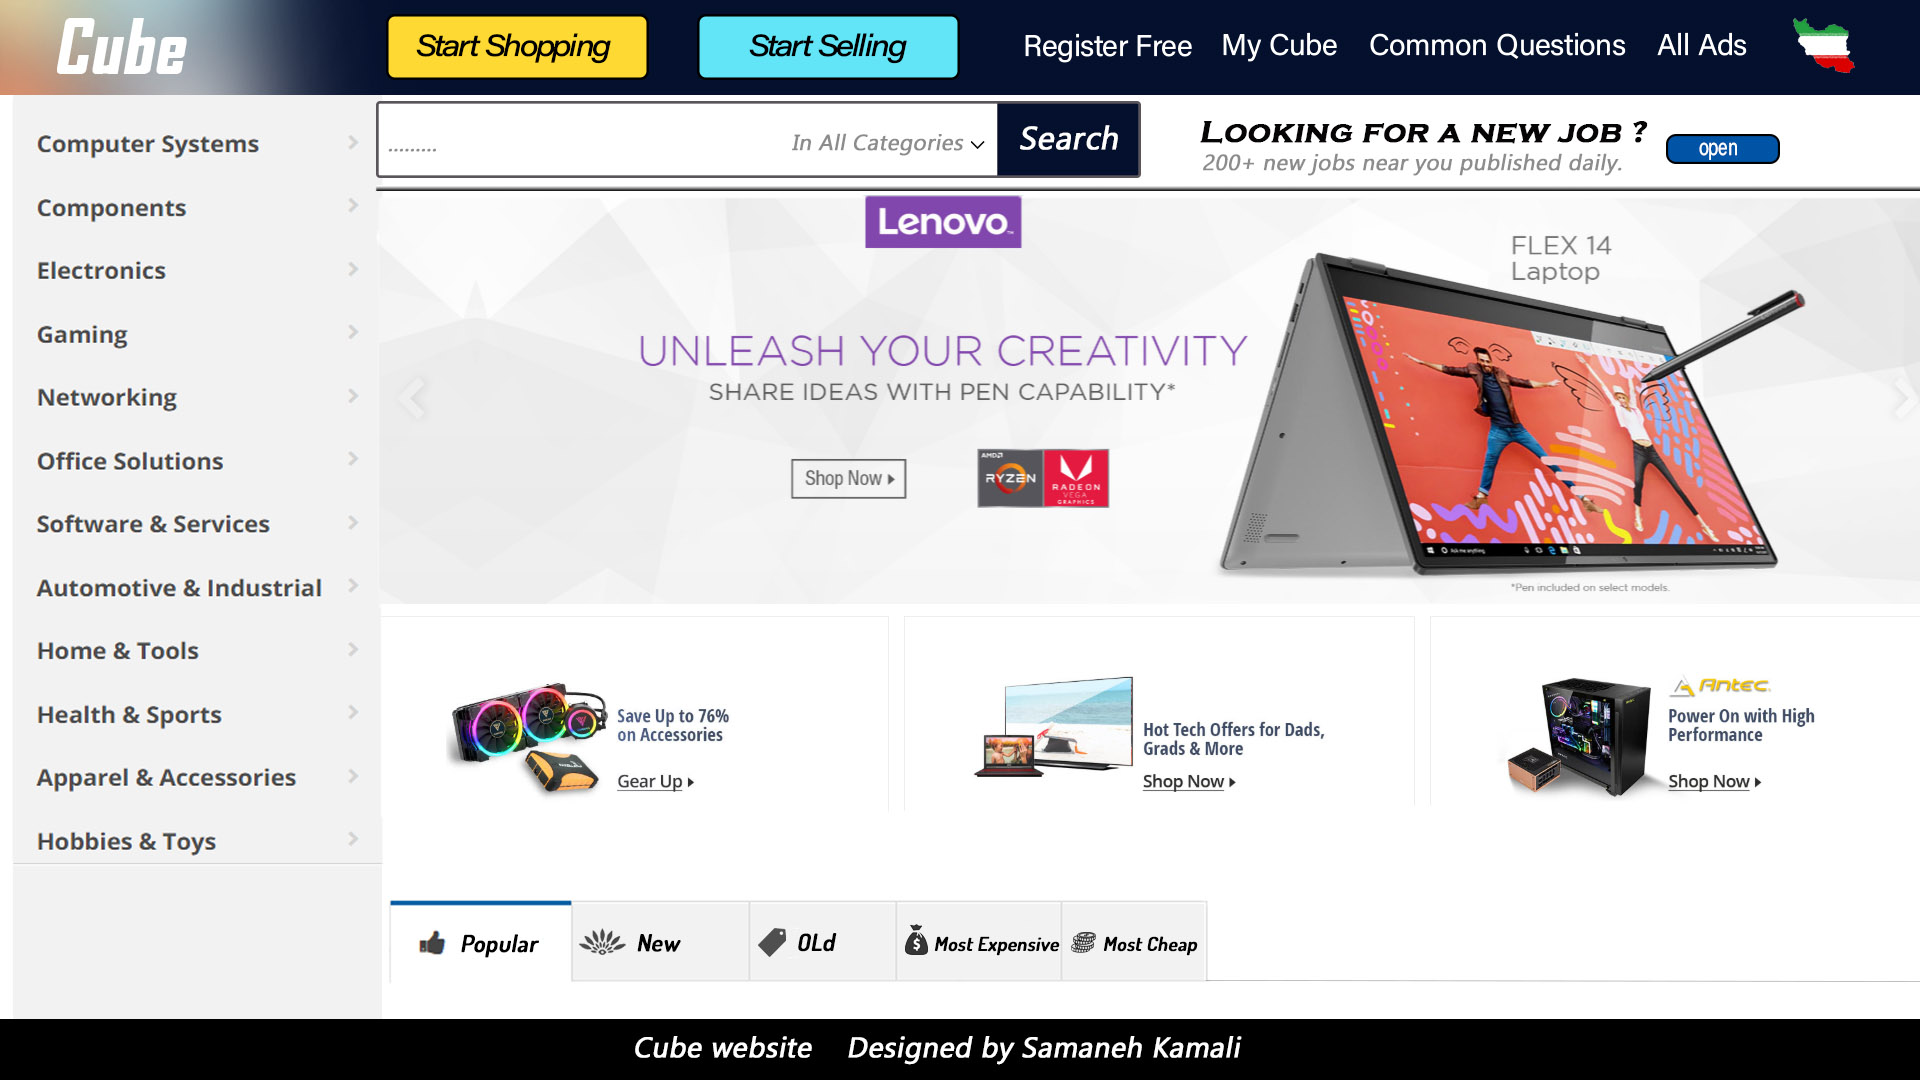 Cube
Start Shopping
Start Selling
Register Free
My Cube
Common Questions
All Ads
Computer Systems
Components
Electronics
Gaming
Networking
Office Solutions
Software & Services
Automotive & Industrial
Home & Tools
Health & Sports
Apparel & Accessories
Hobbies & Toys
.........
In All Categories
Search
LOOKING FOR A NEW JOB ?
200+ new jobs near you published daily.
open
Lenovo
FLEX 14
Laptop
UNLEASH YOUR CREATIVITY
SHARE IDEAS WITH PEN CAPABILITY*
Shop Now
AMD
RYZEN
RADEON
VEGA
GRAPHICS
Ask me anything
*Pen included on select models.
Save Up to 76%
on Accessories
Gear Up
Hot Tech Offers for Dads,
Grads & More
Shop Now
Antec
Power On with High
Performance
Shop Now
Popular
New
OLd
Most Expensive
Most Cheap
Cube website Designed by Samaneh Kamali